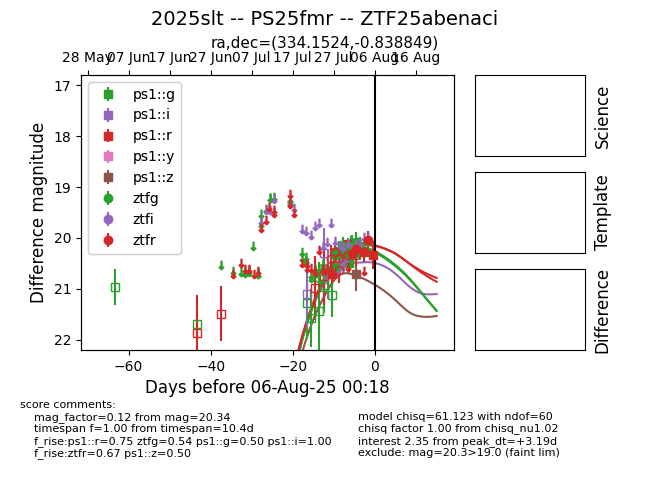 2025slt -- PS25fmr -- ZTF25abenaci
ra,dec=(334.1524,-0.838849)
28 May 07 Jun 17 Jun 27 Jun 07 Jul 17 Jul 27 Jul 06 Aug 16 Aug
ps1::g
ps1::i
ps1::r
ps1::y
ps1::z
ztfg
ztfi
ztfr
17
18
19
20
21
22
Difference magnitude
−60 −40 −20 0
Days before 06-Aug-25 00:18
Science
Template
Difference
score comments:
mag_factor=0.12 from mag=20.34
timespan f=1.00 from timespan=10.4d
f_rise:ps1::r=0.75 ztfg=0.54 ps1::g=0.50 ps1::i=1.00
f_rise:ztfr=0.67 ps1::z=0.50
model chisq=61.123 with ndof=60
chisq factor 1.00 from chisq_nu1.02
interest 2.35 from peak_dt=+3.19d
exclude: mag=20.3>19.0 (faint lim)